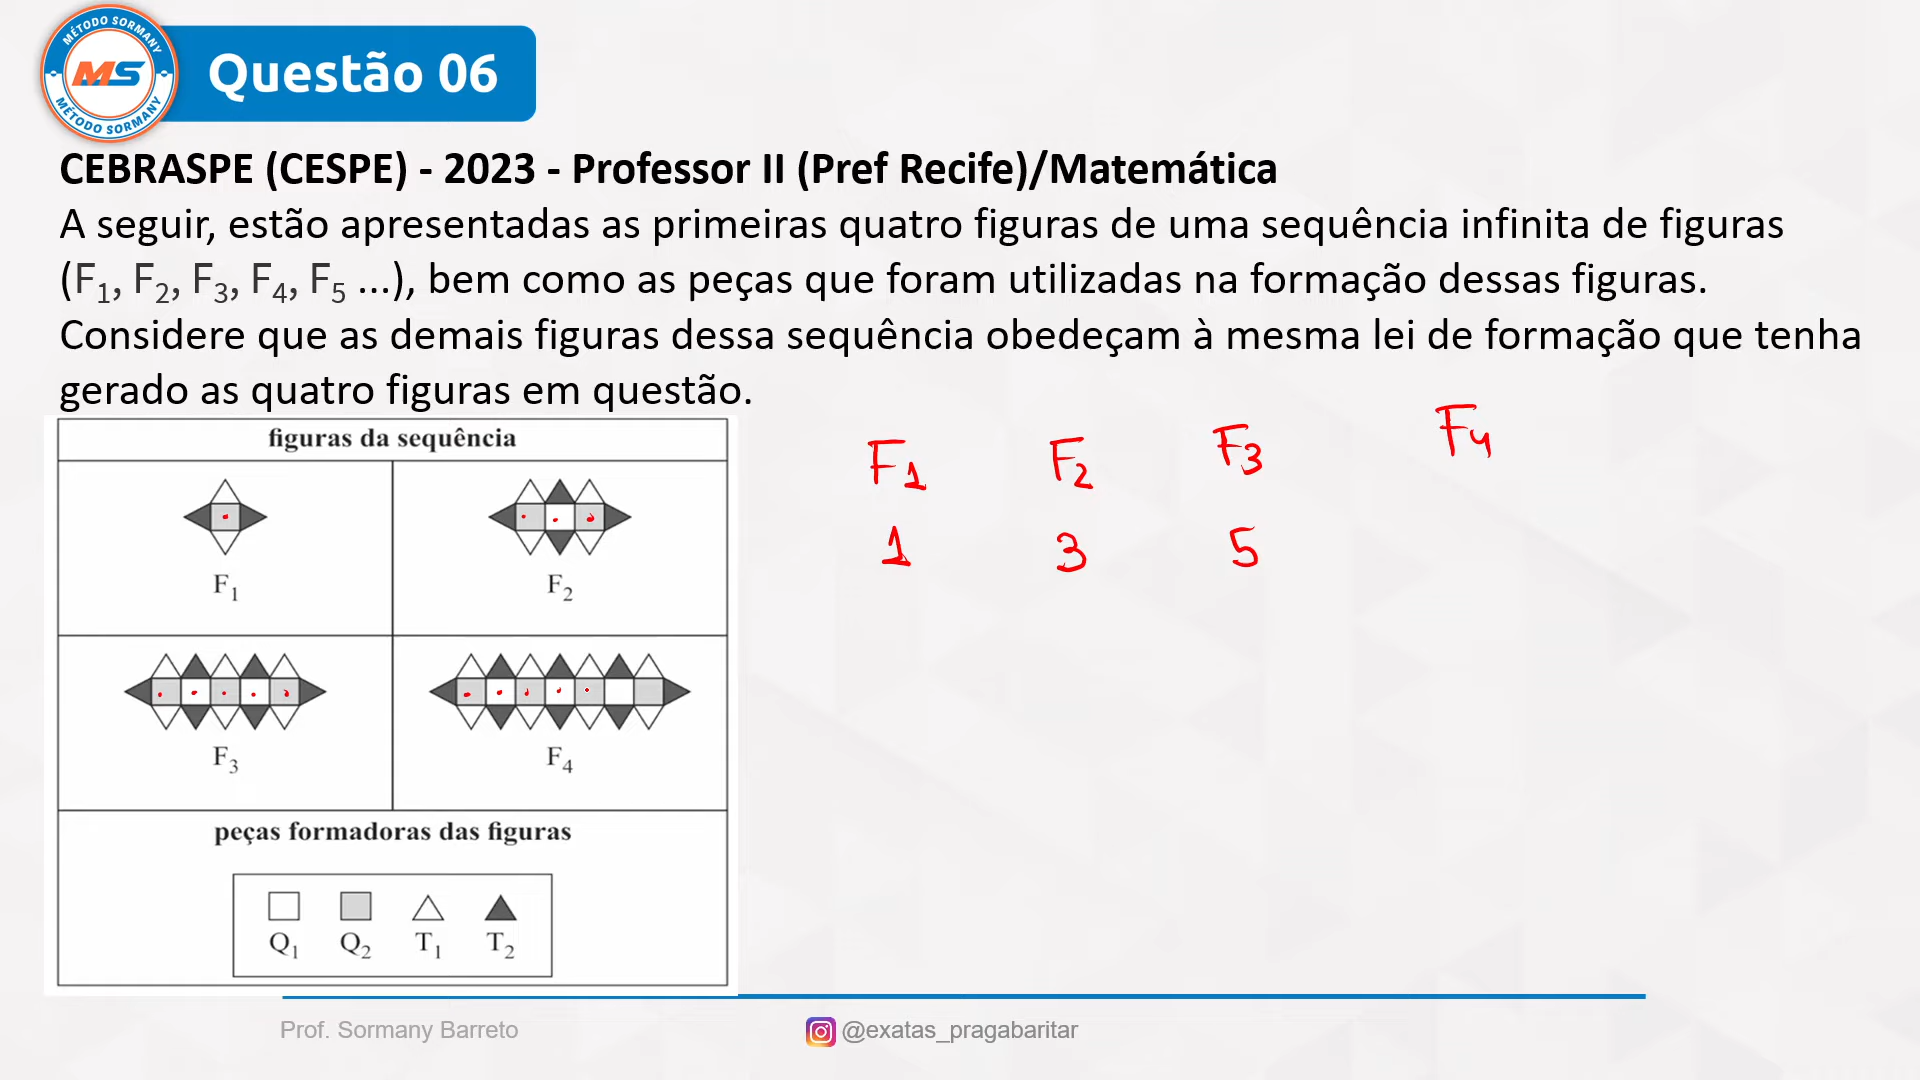 MÉTODO SORMANY
MS
MÉTODO SORMANY
Questão 06
CEBRASPE (CESPE) - 2023 - Professor II (Pref Recife)/Matemática
A seguir, estão apresentadas as primeiras quatro figuras de uma sequência infinita de figuras
(F₁, F₂, F₃, F₄, F₅ ...), bem como as peças que foram utilizadas na formação dessas figuras.
Considere que as demais figuras dessa sequência obedeçam à mesma lei de formação que tenha
gerado as quatro figuras em questão.
figuras da sequência
F₁ F₂
F₃ F₄
peças formadoras das figuras
Q₁ Q₂ T₁ T₂
F₁ F₂ F₃ F₄
1 3 5
Prof. Sormany Barreto
@exatas_pragabaritar